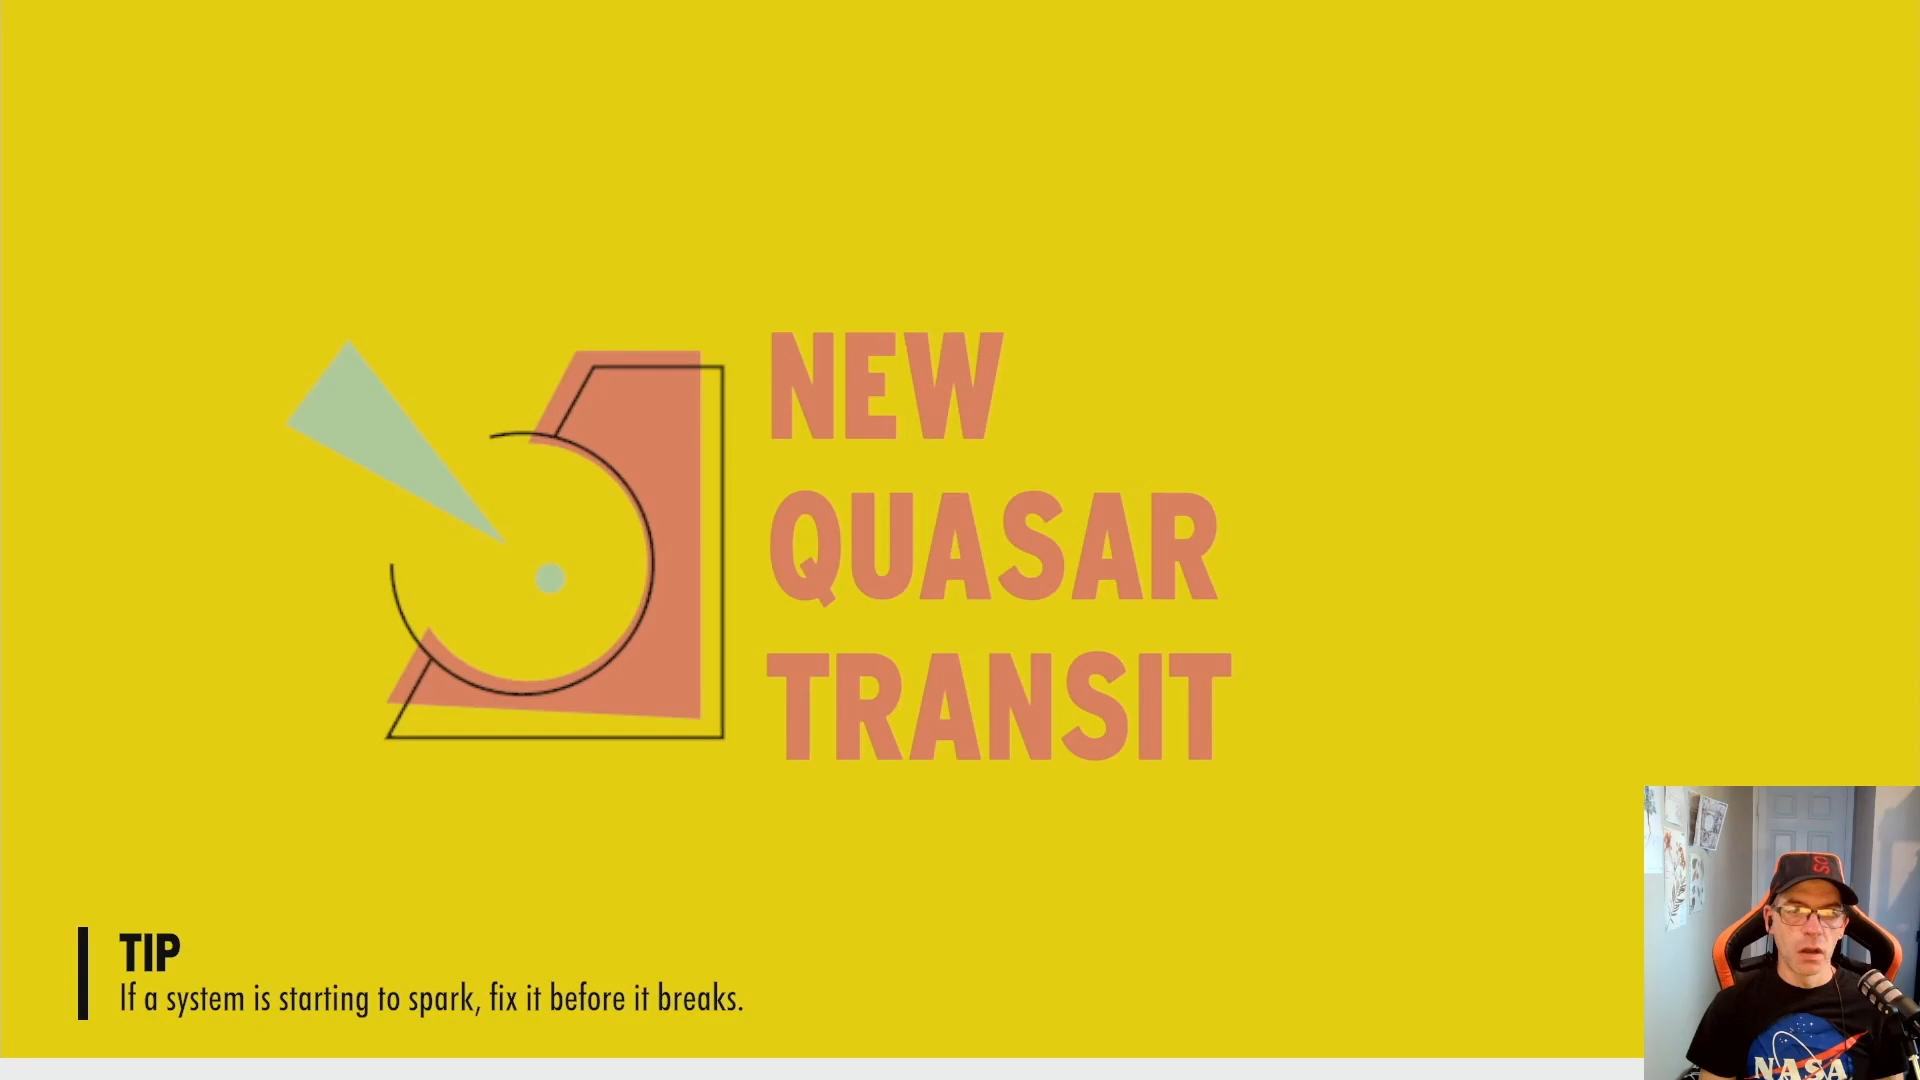 NEW
QUASAR
TRANSIT
TIP
If a system is starting to spark, fix it before it breaks.
NASA